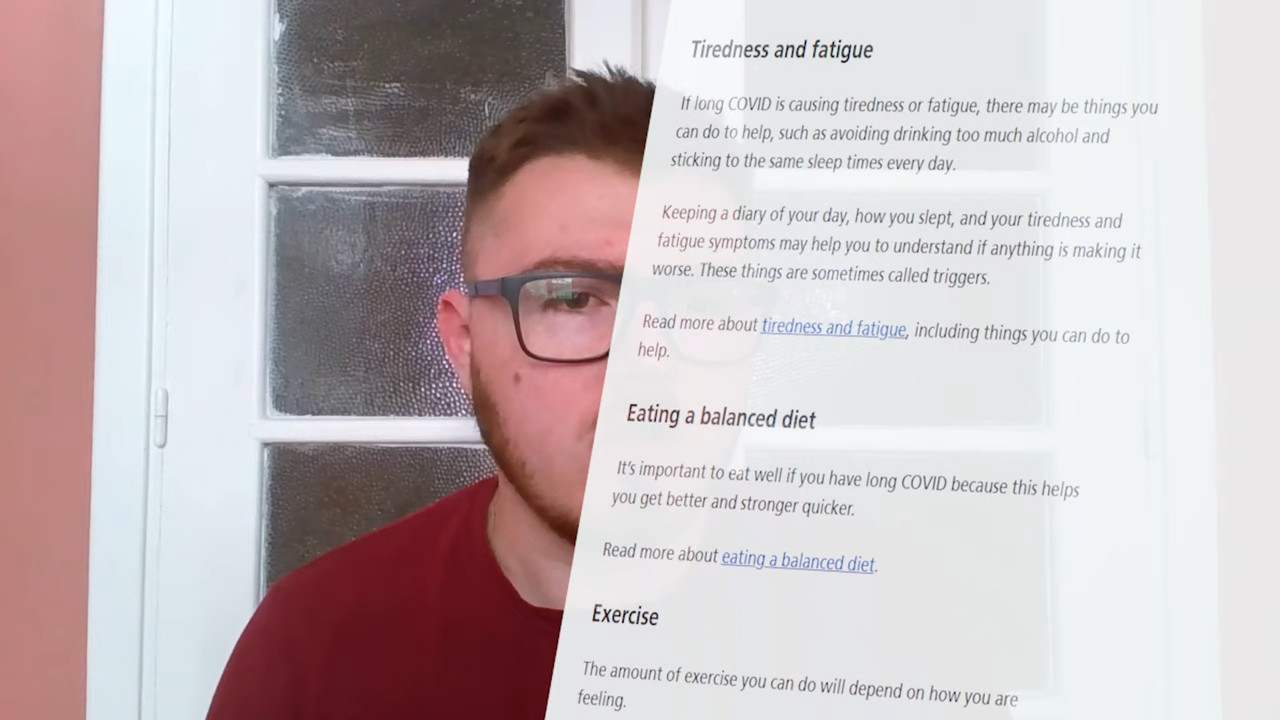 Tiredness and fatigue
If long COVID is causing tiredness or fatigue, there may be things you
can do to help, such as avoiding drinking too much alcohol and
sticking to the same sleep times every day.
Keeping a diary of your day, how you slept, and your tiredness and
fatigue symptoms may help you to understand if anything is making it
worse. These things are sometimes called triggers.
Read more about tiredness and fatigue, including things you can do to
help.
Eating a balanced diet
It's important to eat well if you have long COVID because this helps
you get better and stronger quicker.
Read more about eating a balanced diet.
Exercise
The amount of exercise you can do will depend on how you are
feeling.